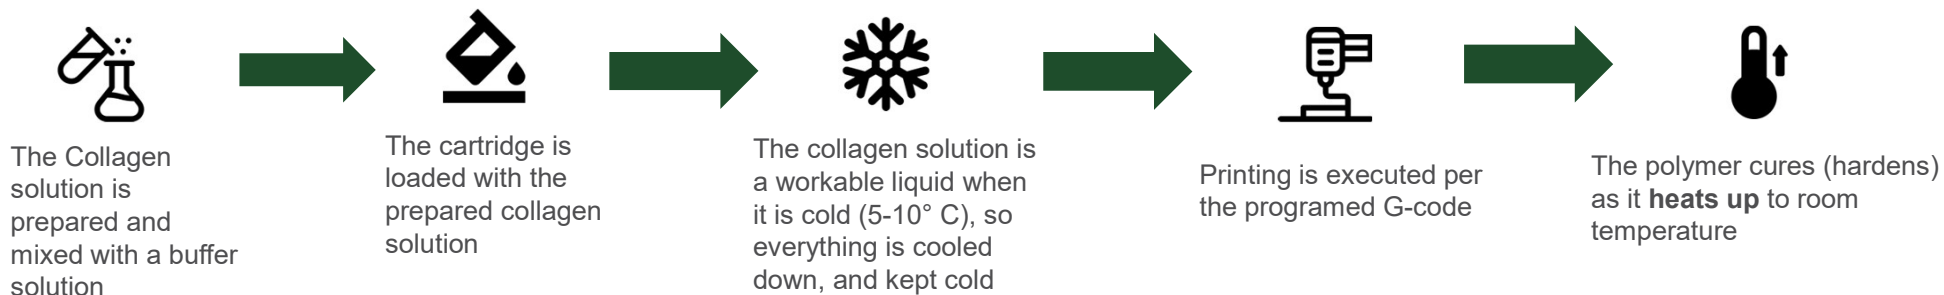 The Collagen
solution is
prepared and
mixed with a buffer
solution
The cartridge is
loaded with the
prepared collagen
solution
The collagen solution is
a workable liquid when
it is cold (5-10° C), so
everything is cooled
down, and kept cold
Printing is executed per
the programed G-code
The polymer cures (hardens)
as it heats up to room
temperature